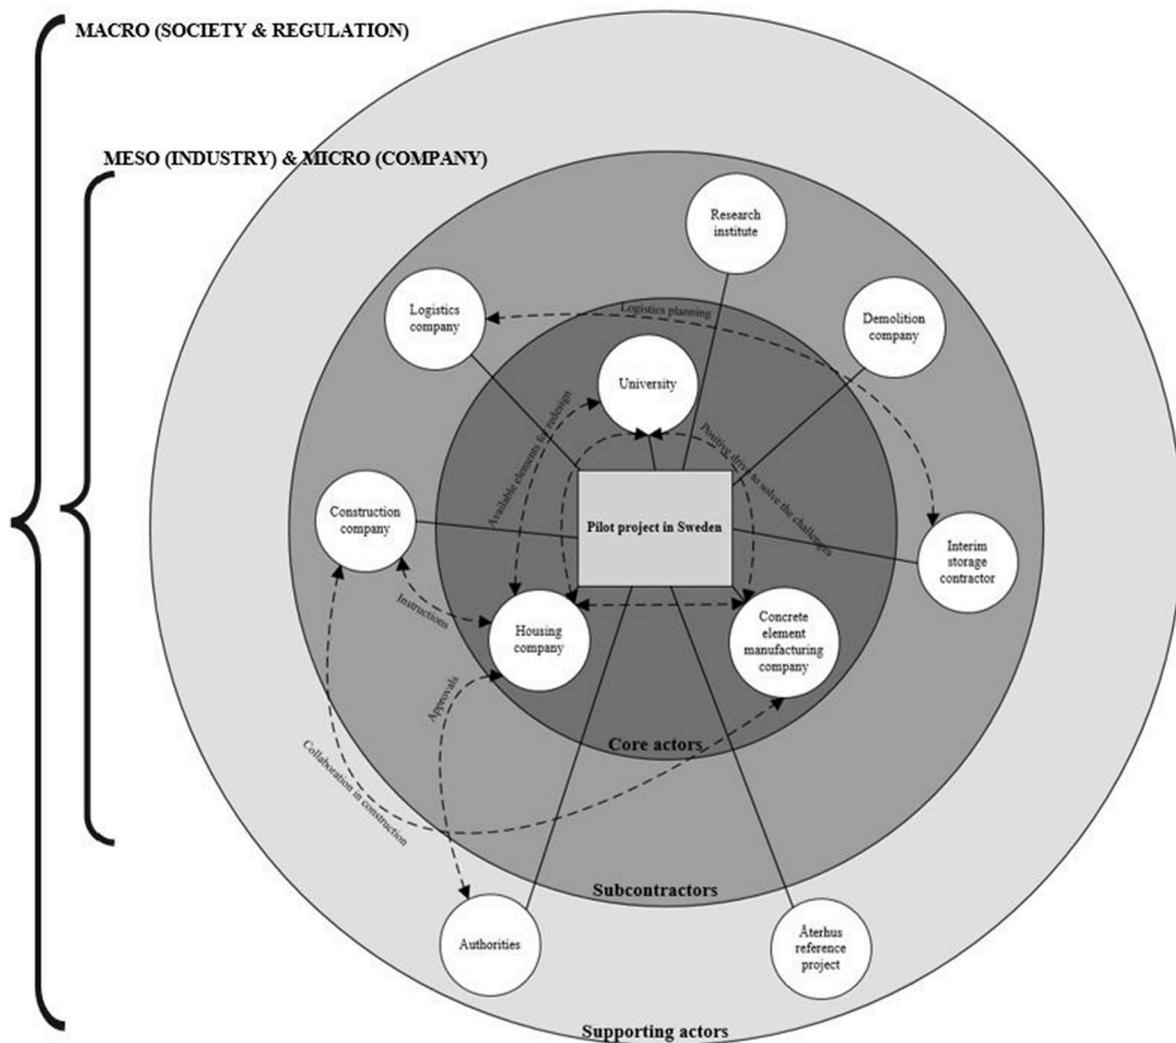 MACRO (SOCIETY & REGULATION)
MESO (INDUSTRY) & MICRO (COMPANY)
Research
institute
Logistics
company
Logistics planning
Demolition
company
University
Available elements for redesign
Positive drive to solve the challenges
Construction
company
Pilot project in Sweden
Interim
storage
contractor
Instructions
Housing
company
Concrete
element
manufacturing
company
Approvals
Core actors
Collaboration in construction
Subcontractors
Authorities
Återhus
reference
project
Supporting actors